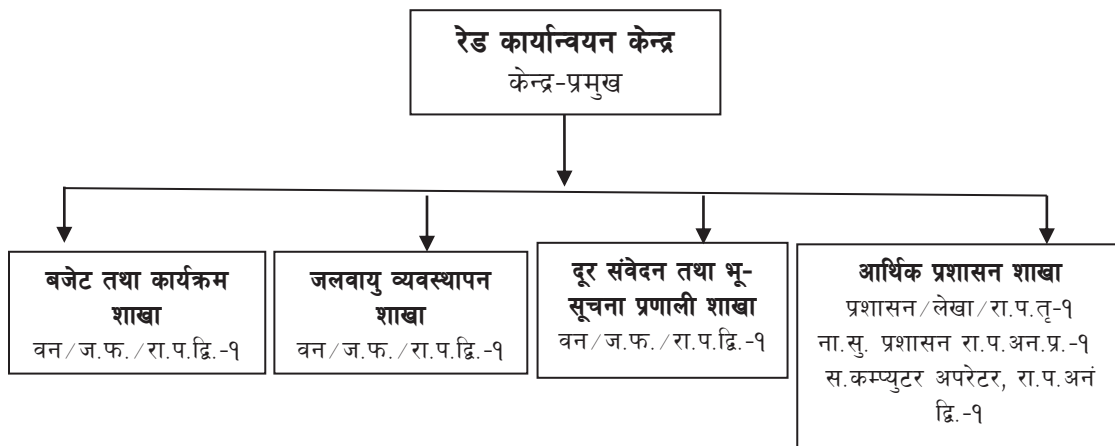 रेड कार्यान्वयन केन्द्र
केन्द्र-प्रमुख
बजेट तथा कार्यक्रम
शाखा
वन/ज.फ./रा.प.द्वि.-१
जलवायु व्यवस्थापन
शाखा
वन/ज.फ./रा.प.द्वि.-१
दूर संवेदन तथा भू-
सूचना प्रणाली शाखा
वन/ज.फ./रा.प.द्वि.-१
आर्थिक प्रशासन शाखा
प्रशासन/लेखा/रा.प.तृ-१
ना.सु. प्रशासन रा.प.अन.प्र.-१
स.कम्प्युटर अपरेटर, रा.प.अनं
द्वि.-१